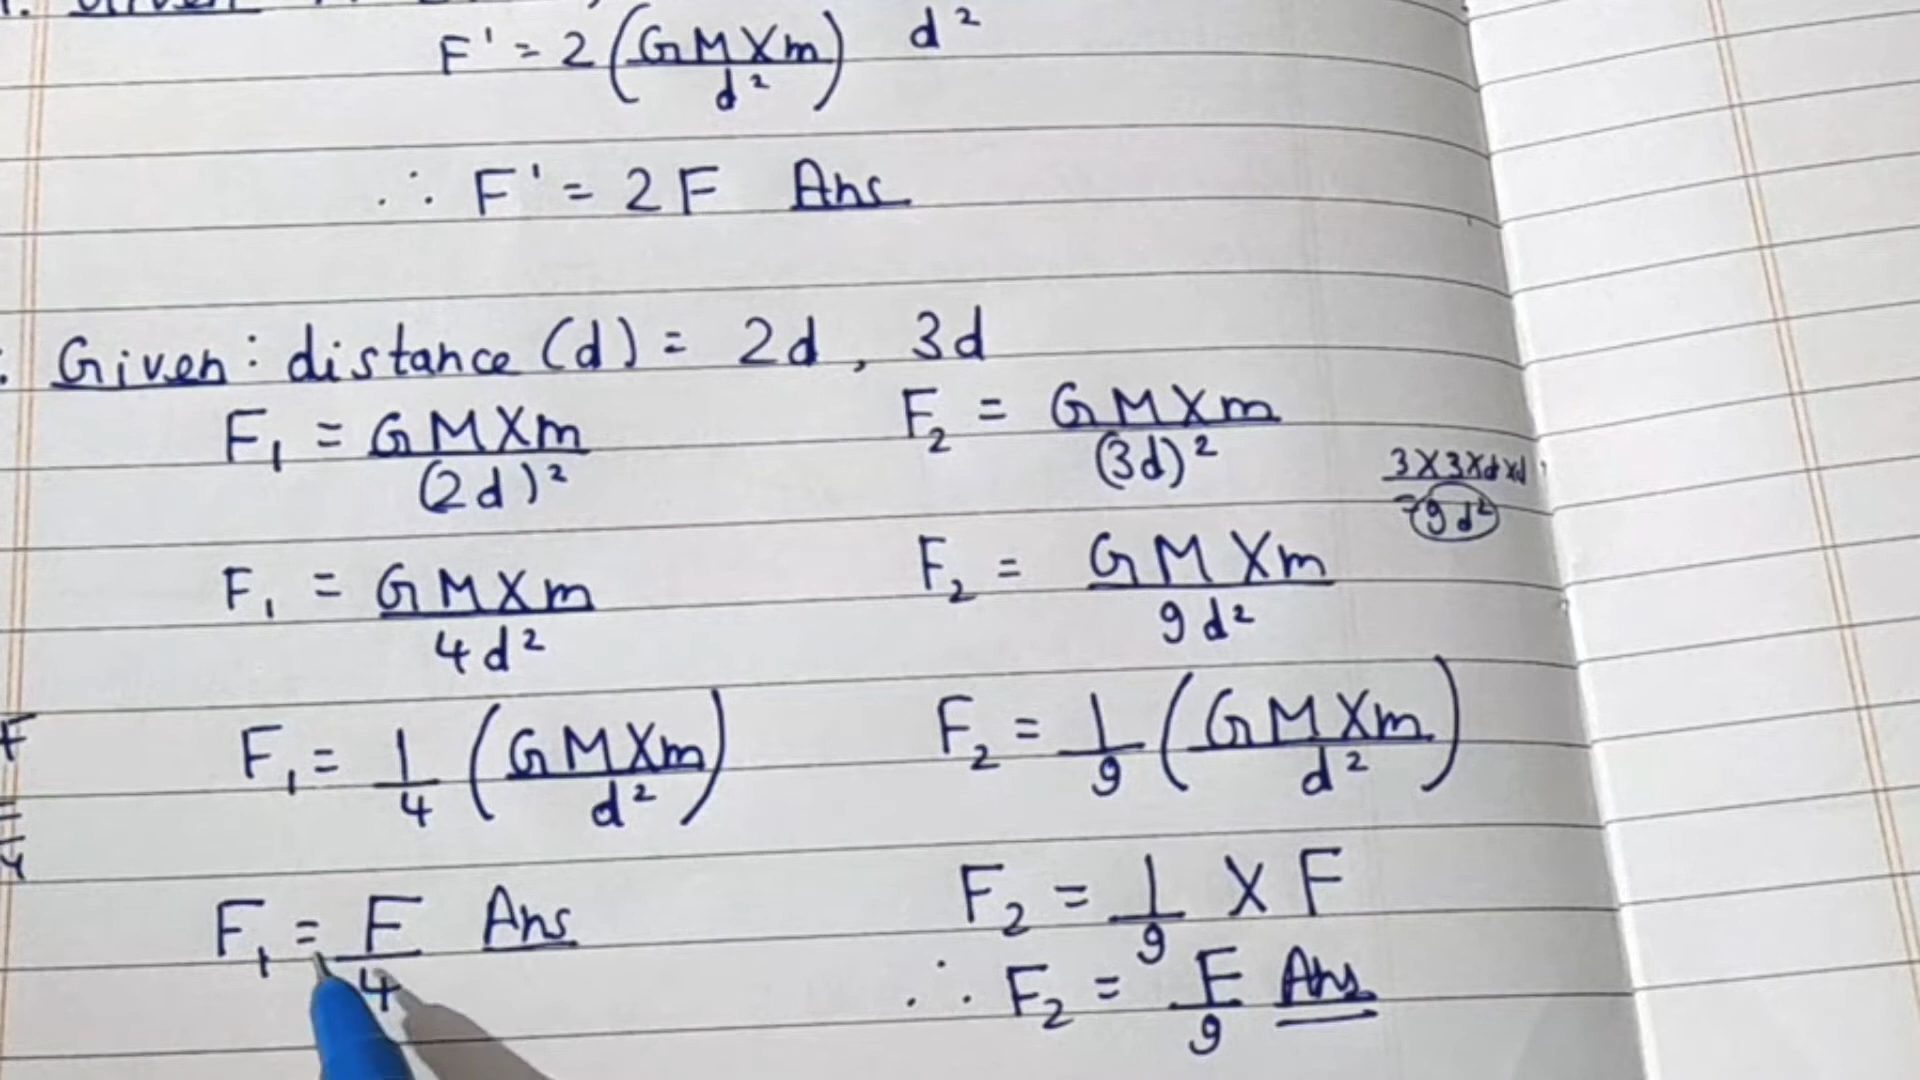 F' = 2 (GM×m/d²) d²
∴ F' = 2F Ans
Given: distance (d) = 2d, 3d
F₁ = GM×m/(2d)² F₂ = GM×m/(3d)² 3×3×d×d
= 9d²
F₁ = GM×m/4d² F₂ = GM×m/9d²
F₁ = 1/4 (GM×m/d²) F₂ = 1/9 (GM×m/d²)
F₁ = F/4 Ans F₂ = 1/9 × F
∴ F₂ = F/9 Ans